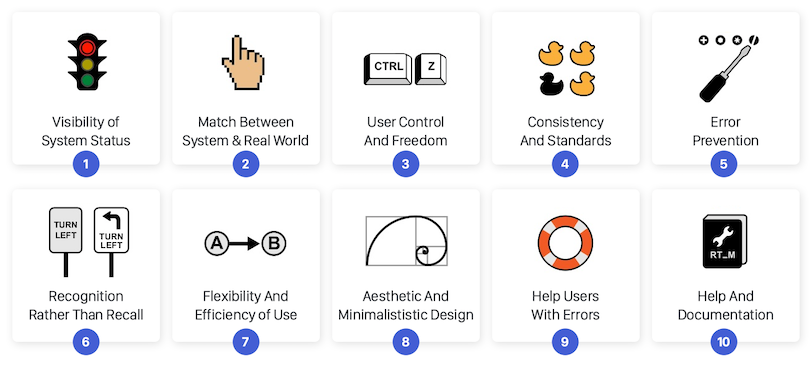 CTRL
Z
Visibility of
System Status
1
Match Between
System & Real World
2
User Control
And Freedom
3
Consistency
And Standards
4
Error
Prevention
5
TURN
LEFT
TURN
LEFT
Recognition
Rather Than Recall
6
A
B
Flexibility And
Efficiency of Use
7
Aesthetic And
Minimalististic Design
8
Help Users
With Errors
9
RT_M
Help And
Documentation
10